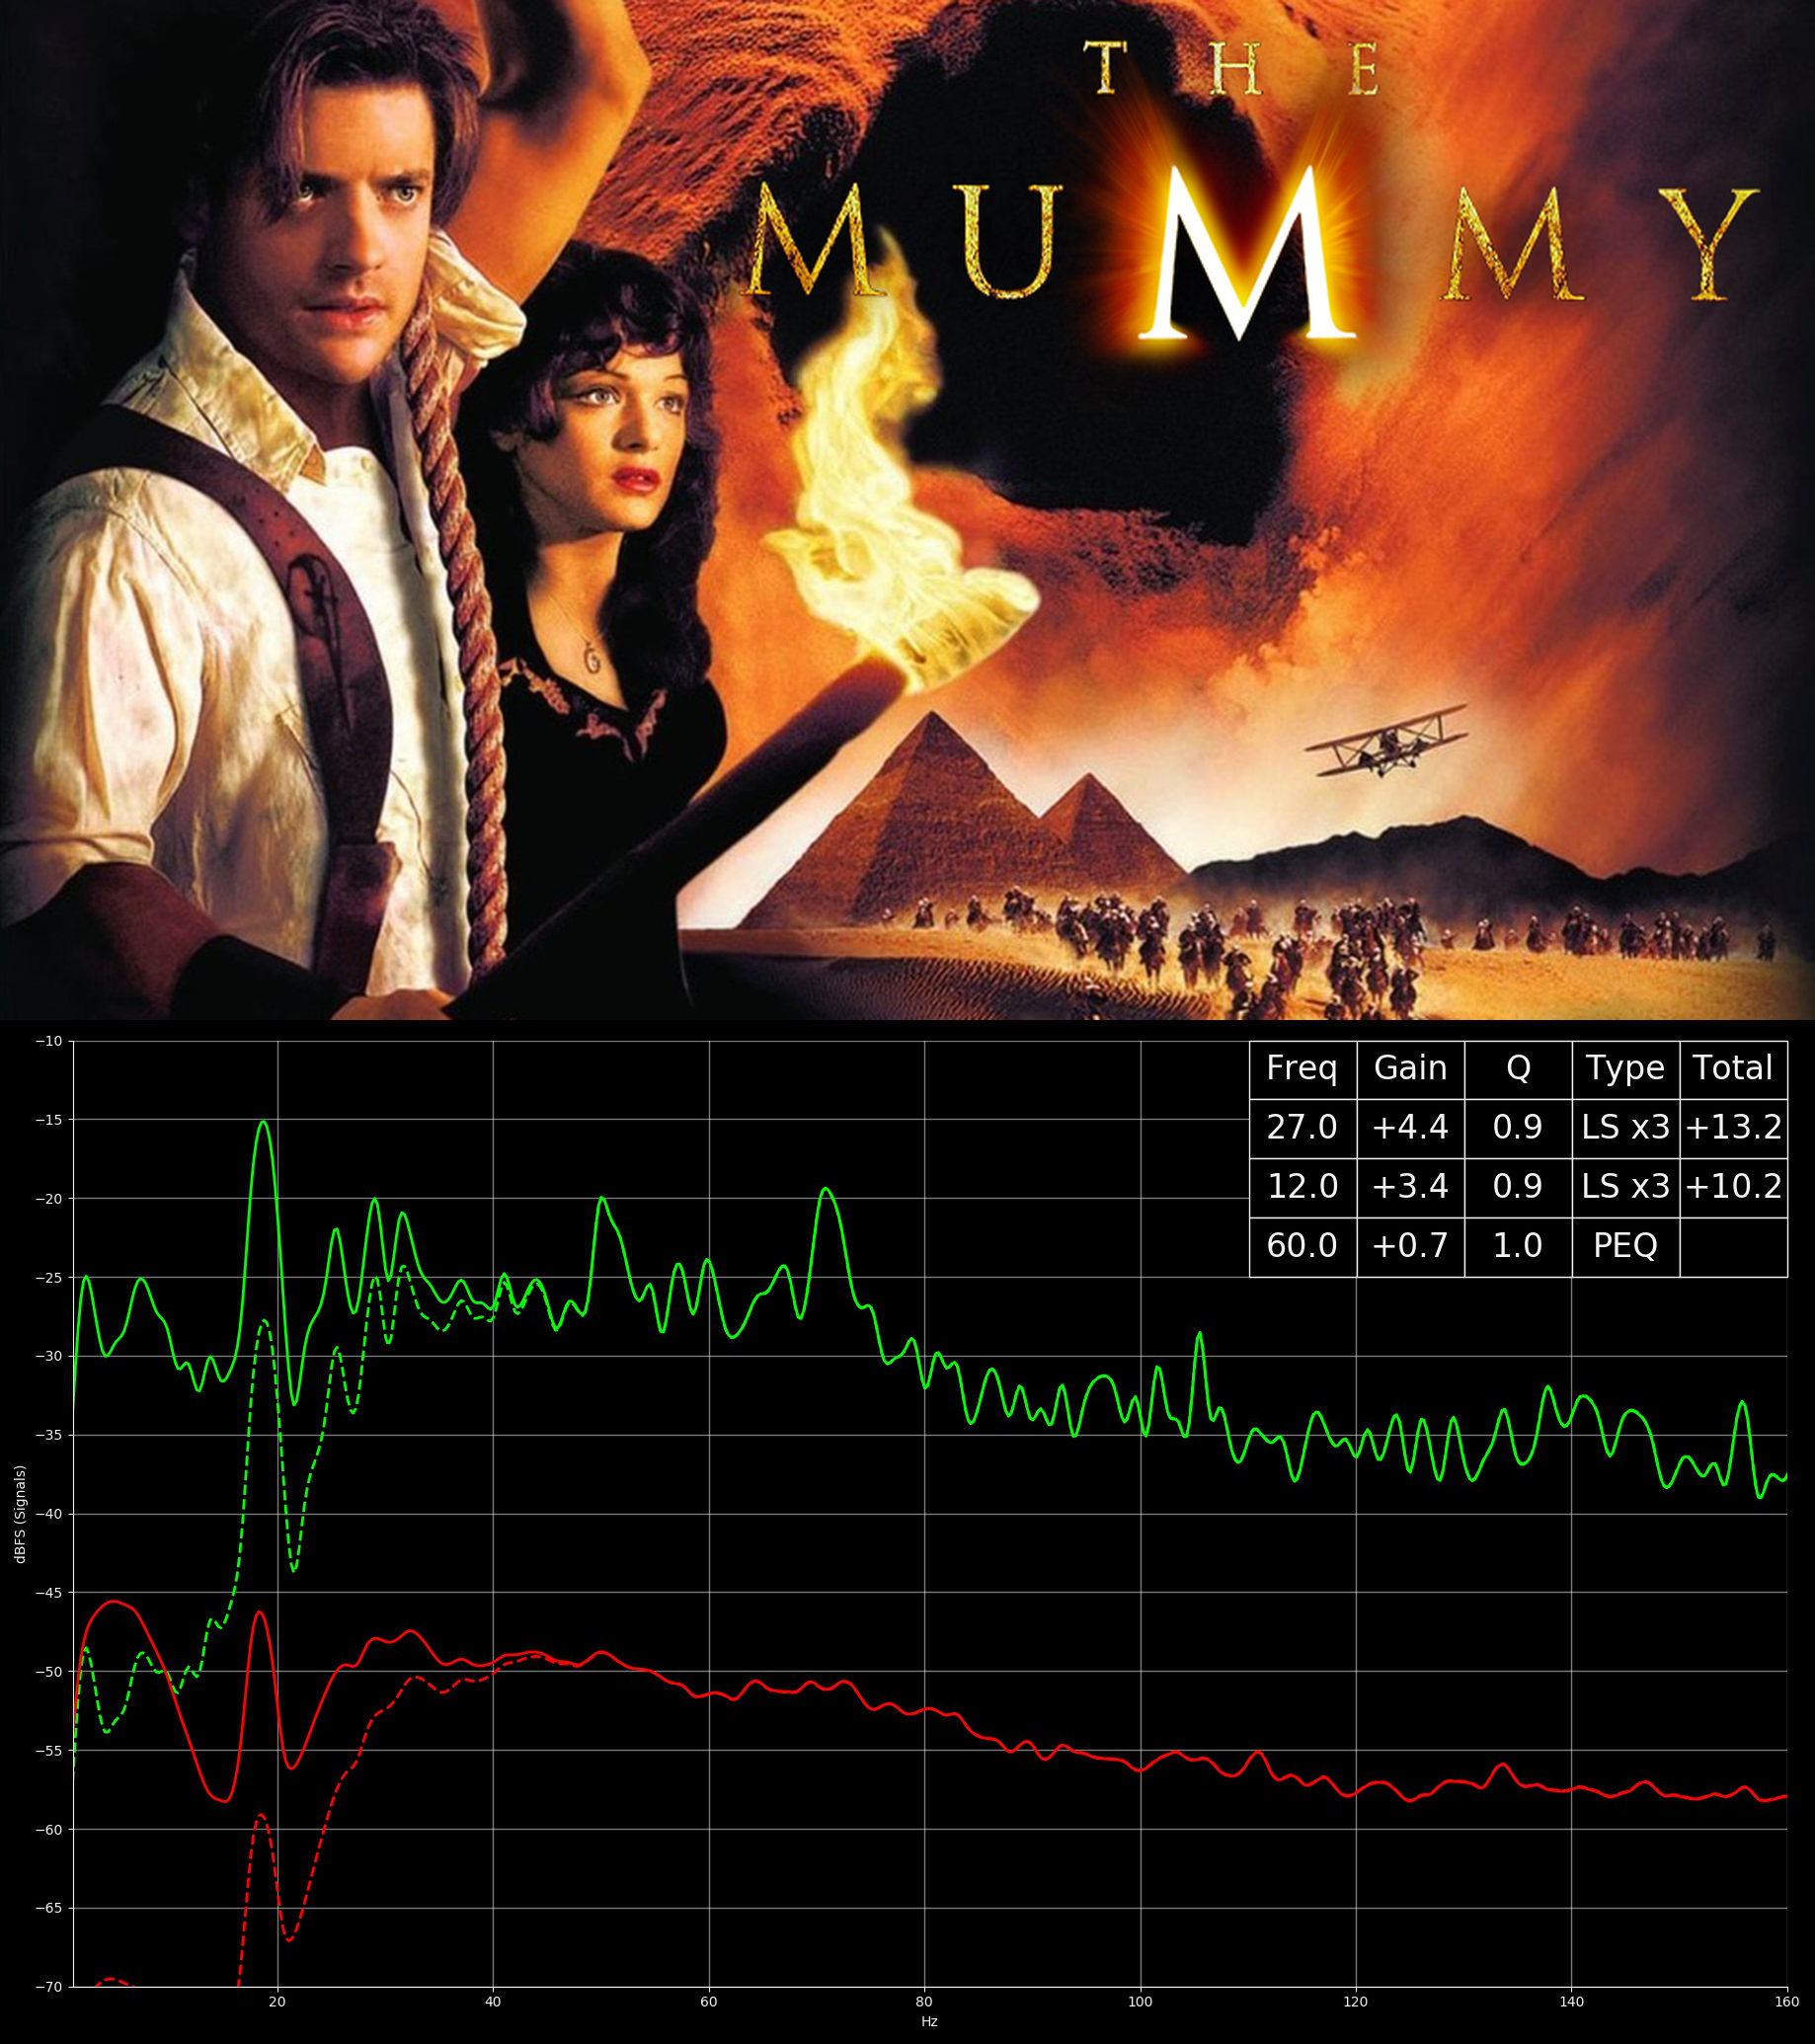 THE
MUMMY
Freq Gain Q Type Total
27.0 +4.4 0.9 LS x3 +13.2
12.0 +3.4 0.9 LS x3 +10.2
60.0 +0.7 1.0 PEQ
−10
−15
−20
−25
−30
−35
−40
−45
−50
−55
−60
−65
−70
dBFS (Signals)
20 40 60 80 100 120 140 160
Hz